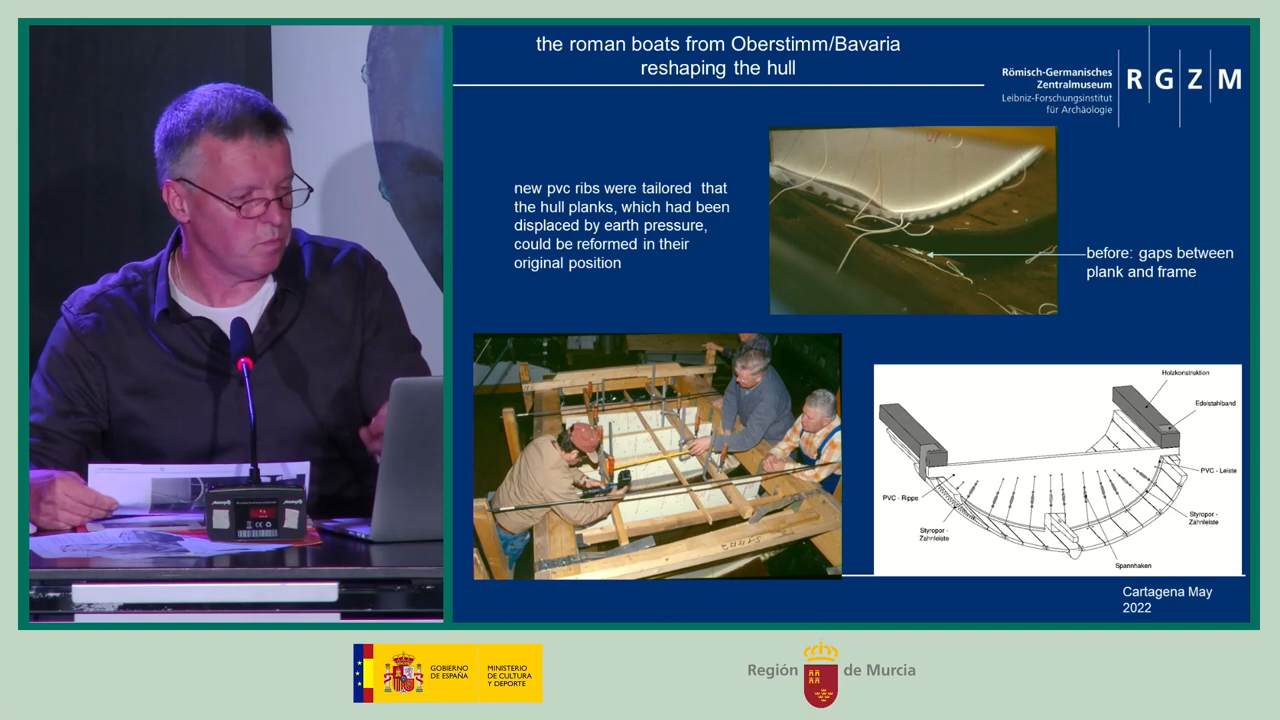 the roman boats from Oberstimm/Bavaria
reshaping the hull
Römisch-Germanisches
Zentralmuseum
Leibniz-Forschungsinstitut
für Archäologie
RGZM
new pvc ribs were tailored that
the hull planks, which had been
displaced by earth pressure,
could be reformed in their
original position
before: gaps between
plank and frame
Holzkonstruktion
Edelstahlband
PVC - Leiste
PVC - Rippe
Styropor -
Zahnleiste
Styropor -
Zahnleiste
Spannhaken
Cartagena May
2022
GOBIERNO
DE ESPAÑA
MINISTERIO
DE CULTURA
Y DEPORTE
Región de Murcia